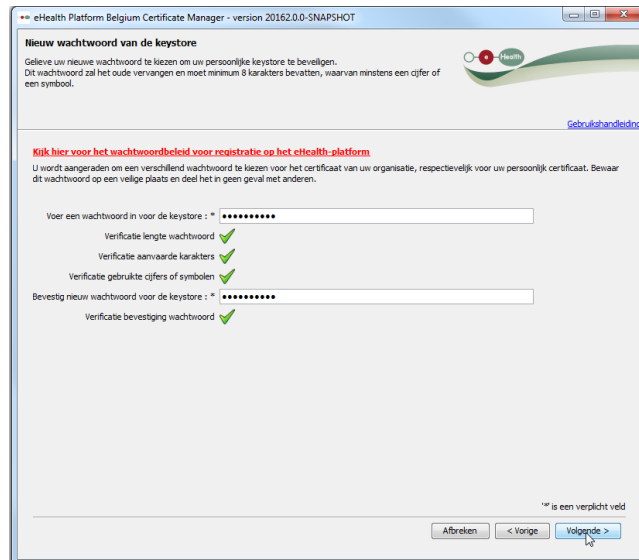 eHealth Platform Belgium Certificate Manager - version 20162.0.0-SNAPSHOT
Nieuw wachtwoord van de keystore
Gelieve uw nieuwe wachtwoord te kiezen om uw persoonlijke keystore te beveiligen.
Dit wachtwoord zal het oude vervangen en moet minimum 8 karakters bevatten, waarvan minstens een cijfer of
een symbool.
e Health
Gebruikshandleiding
Kijk hier voor het wachtwoordbeleid voor registratie op het eHealth-platform
U wordt aangeraden om een verschillend wachtwoord te kiezen voor het certificaat van uw organisatie, respectievelijk voor uw persoonlijk certificaat. Bewaar
dit wachtwoord op een veilige plaats en deel het in geen geval met anderen.
Voer een wachtwoord in voor de keystore : * ●●●●●●●●●●
Verificatie lengte wachtwoord
Verificatie aanvaarde karakters
Verificatie gebruikte cijfers of symbolen
Bevestig nieuw wachtwoord voor de keystore : * ●●●●●●●●●●
Verificatie bevestiging wachtwoord
'*' is een verplicht veld
Afbreken < Vorige Volgende >